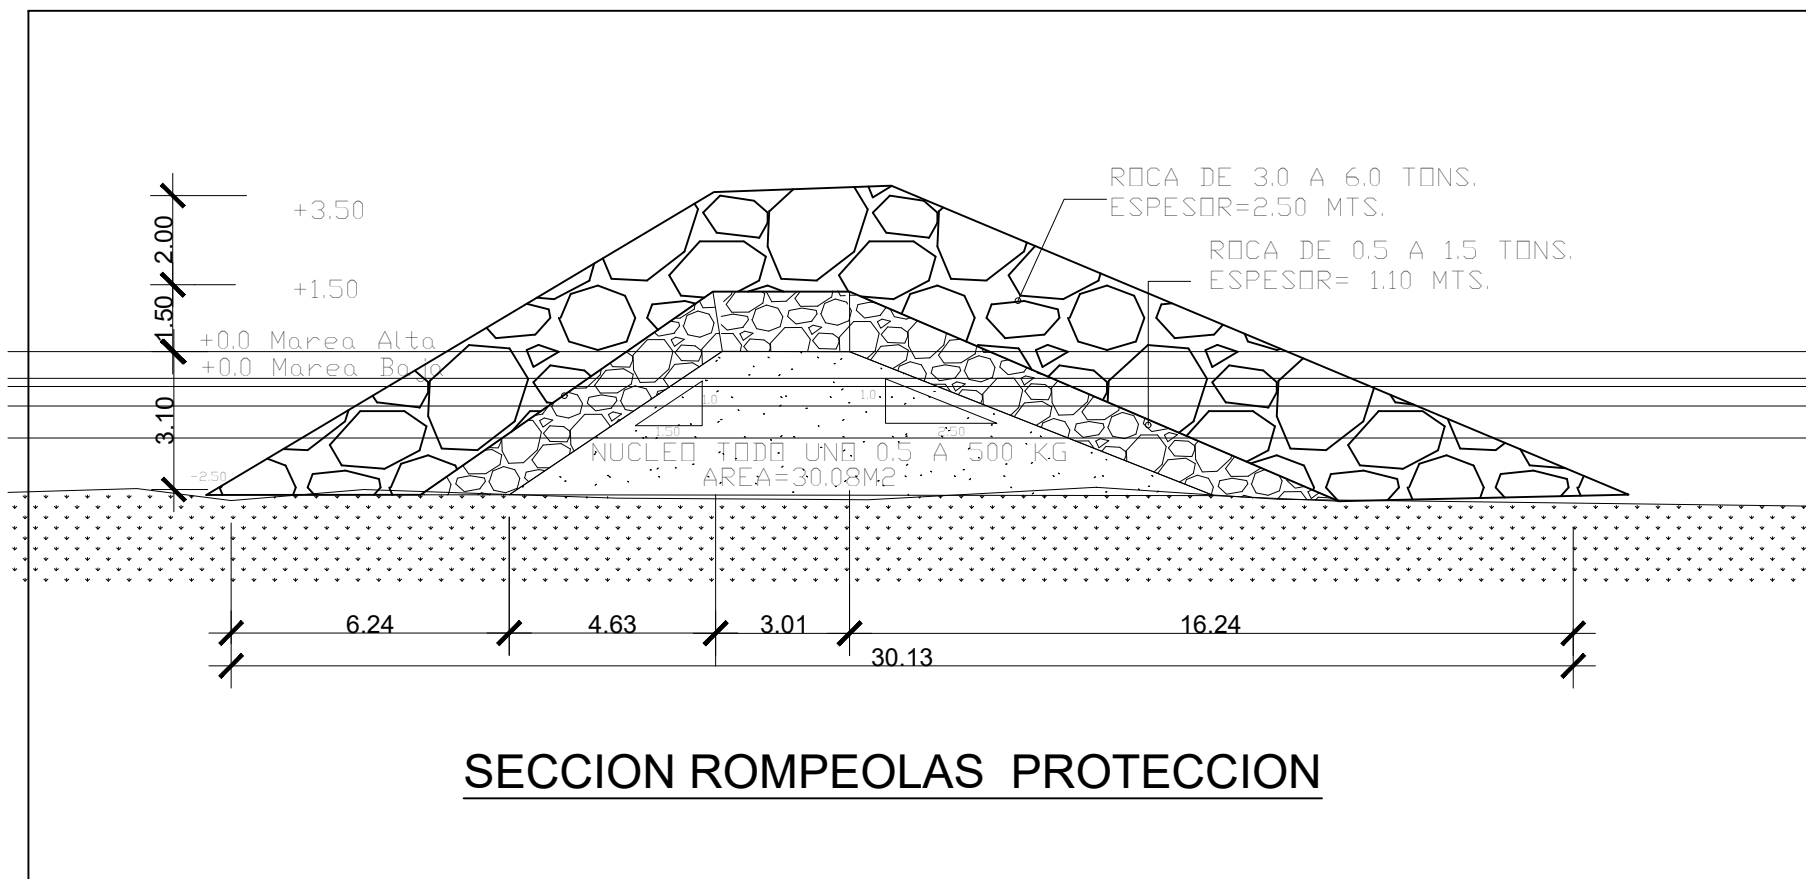 ROCA DE 3.0 A 6.0 TONS.
ESPESOR=2.50 MTS.
+3.50
2.00
ROCA DE 0.5 A 1.5 TONS.
ESPESOR= 1.10 MTS.
+1.50
1.50
+0.0 Marea Alta
+0.0 Marea Baja
3.10
1.0
1.0
1.50
2.50
NUCLEO TODO UNO 0.5 A 500 KG
AREA=30.08M2
-2.50
6.24
4.63
3.01
16.24
30.13
SECCION ROMPEOLAS PROTECCION